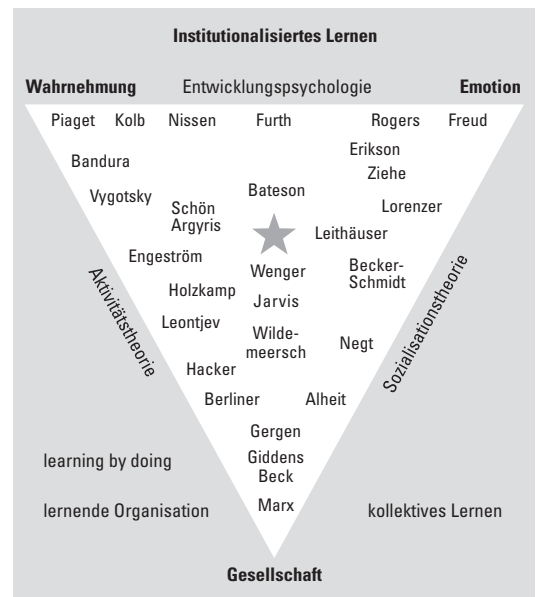 Institutionalisiertes Lernen
Wahrnehmung Entwicklungspsychologie Emotion
Piaget Kolb Nissen Furth Rogers Freud
Erikson
Bandura Ziehe
Vygotsky Bateson
Schön Lorenzer
Argyris Leithäuser
Engeström Wenger Becker-
Schmidt
Holzkamp Jarvis
Leontjev Wilde-
meersch Negt
Aktivitätstheorie Sozialisationstheorie
Hacker
Berliner Alheit
Gergen
learning by doing Giddens
Beck
lernende Organisation Marx kollektives Lernen
Gesellschaft